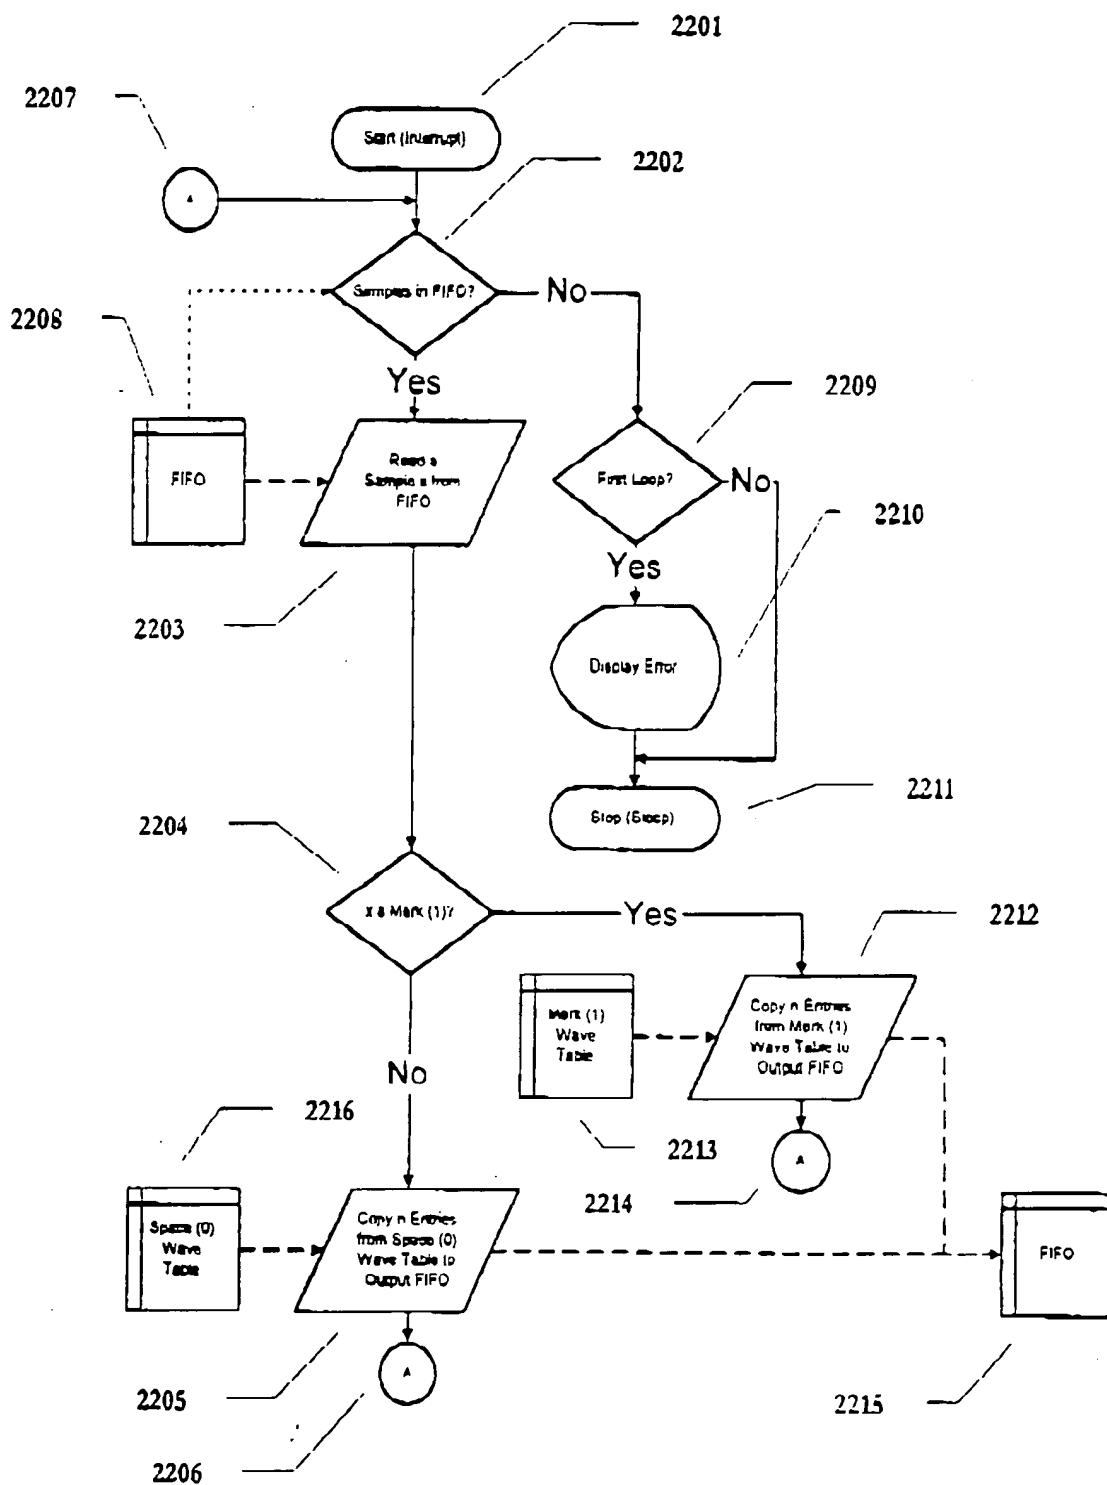 2201
2207
Start (Interrupt)
2202
A
Samples in FIFO?
No
2208
Yes
2209
FIFO
Read a
Sample x from
FIFO
First Loop?
No
2210
Yes
2203
Display Error
2211
Stop (Sleep)
2204
x a Mark (1)?
Yes
2212
Mark (1)
Wave
Table
Copy n Entries
from Mark (1)
Wave Table to
Output FIFO
No
2216
2213
A
2214
Space (0)
Wave
Table
Copy n Entries
from Space (0)
Wave Table to
Output FIFO
FIFO
A
2205
2215
2206